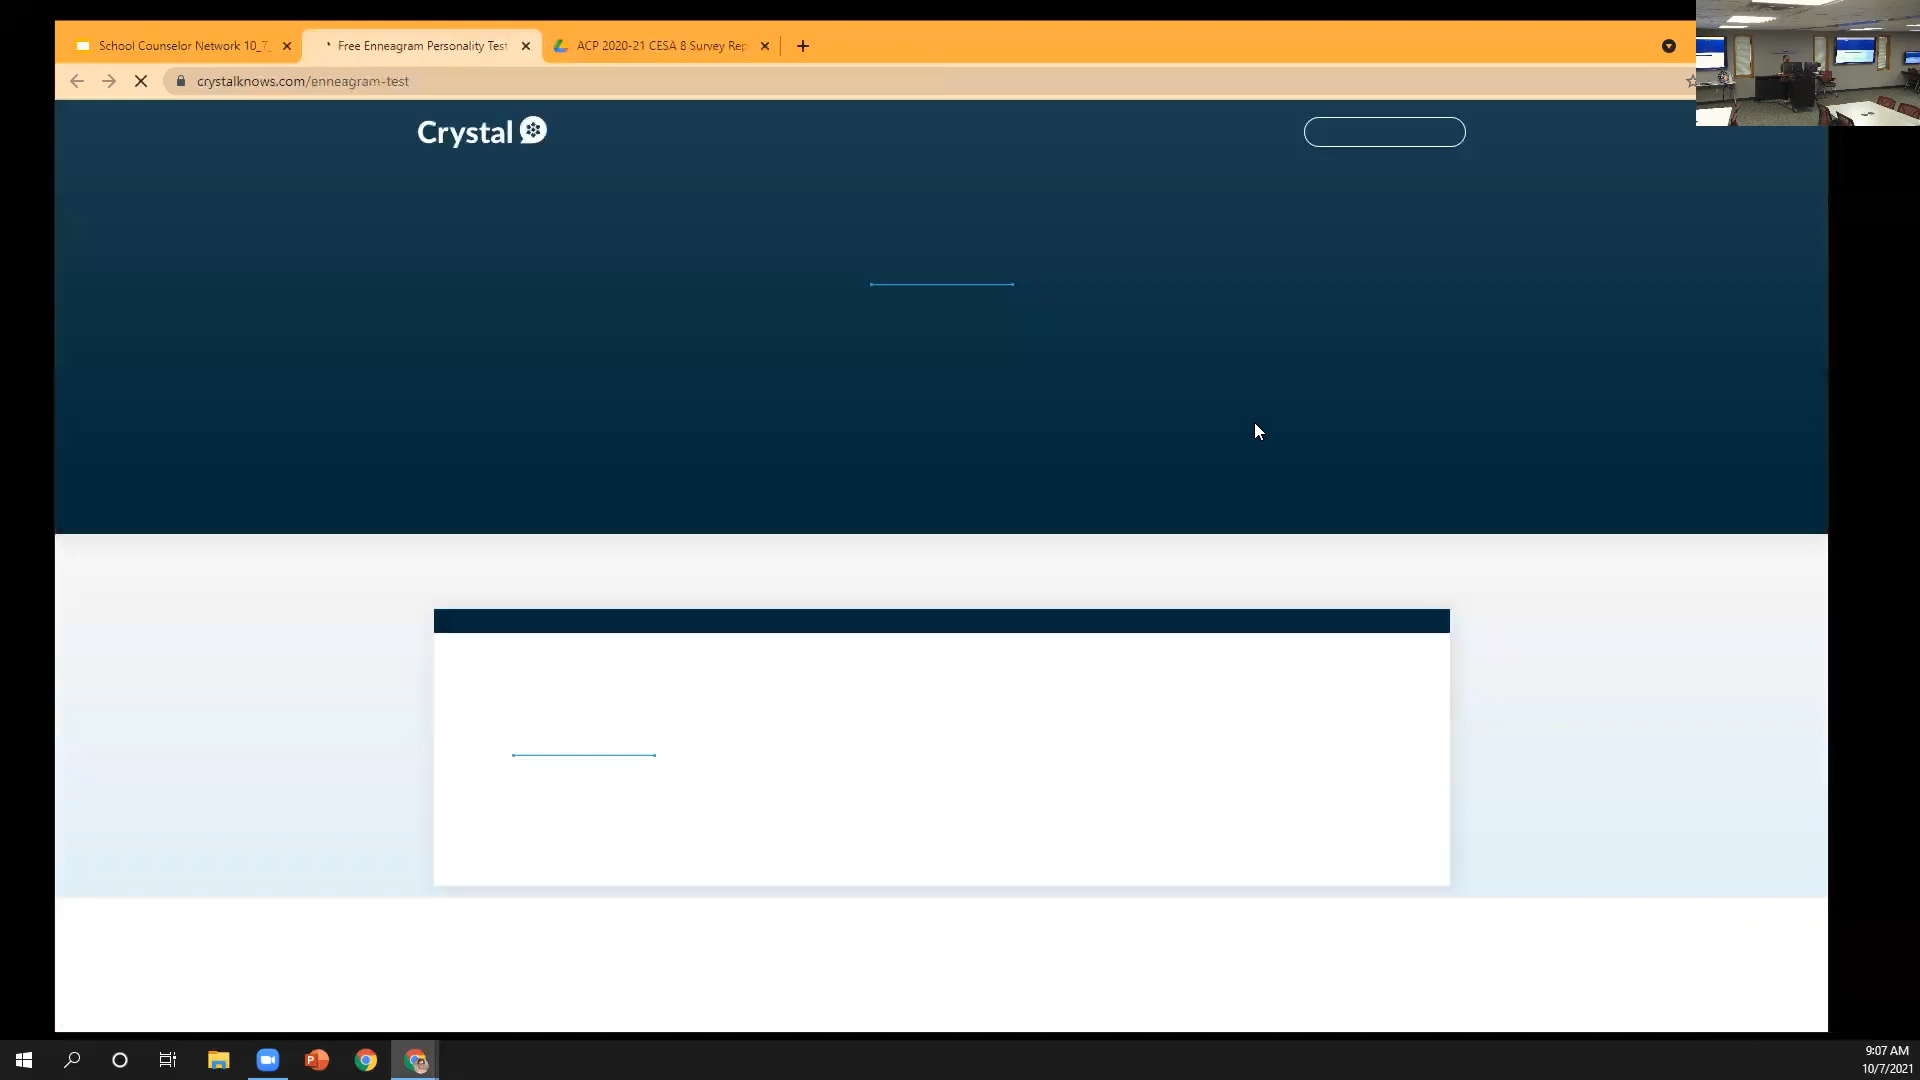 School Counselor Network 10_7_
Free Enneagram Personality Test
ACP 2020-21 CESA 8 Survey Rep
crystalknows.com/enneagram-test
Crystal
9:07 AM
10/7/2021